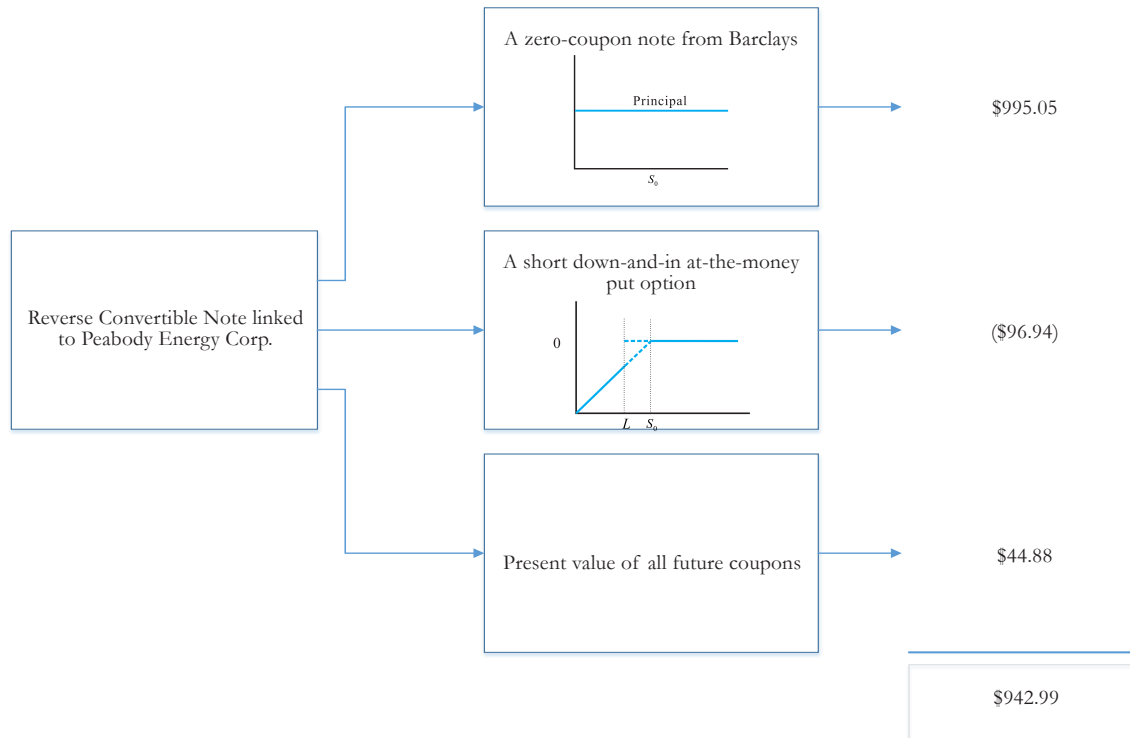 A zero-coupon note from Barclays
Principal
S₀
$995.05
Reverse Convertible Note linked
to Peabody Energy Corp.
A short down-and-in at-the-money
put option
0
L S₀
($96.94)
Present value of all future coupons
$44.88
$942.99